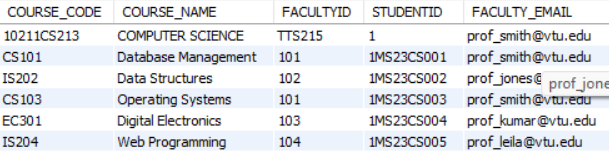 COURSE_CODE COURSE_NAME FACULTYID STUDENTID FACULTY_EMAIL
10211CS213 COMPUTER SCIENCE TTS215 1 prof_smith@vtu.edu
CS101 Database Management 101 1MS23CS001 prof_smith@vtu.edu
IS202 Data Structures 102 1MS23CS002 prof_jones@ prof_jone
CS103 Operating Systems 101 1MS23CS003 prof_smith@vtu.edu
EC301 Digital Electronics 103 1MS23CS004 prof_kumar@vtu.edu
IS204 Web Programming 104 1MS23CS005 prof_leila@vtu.edu